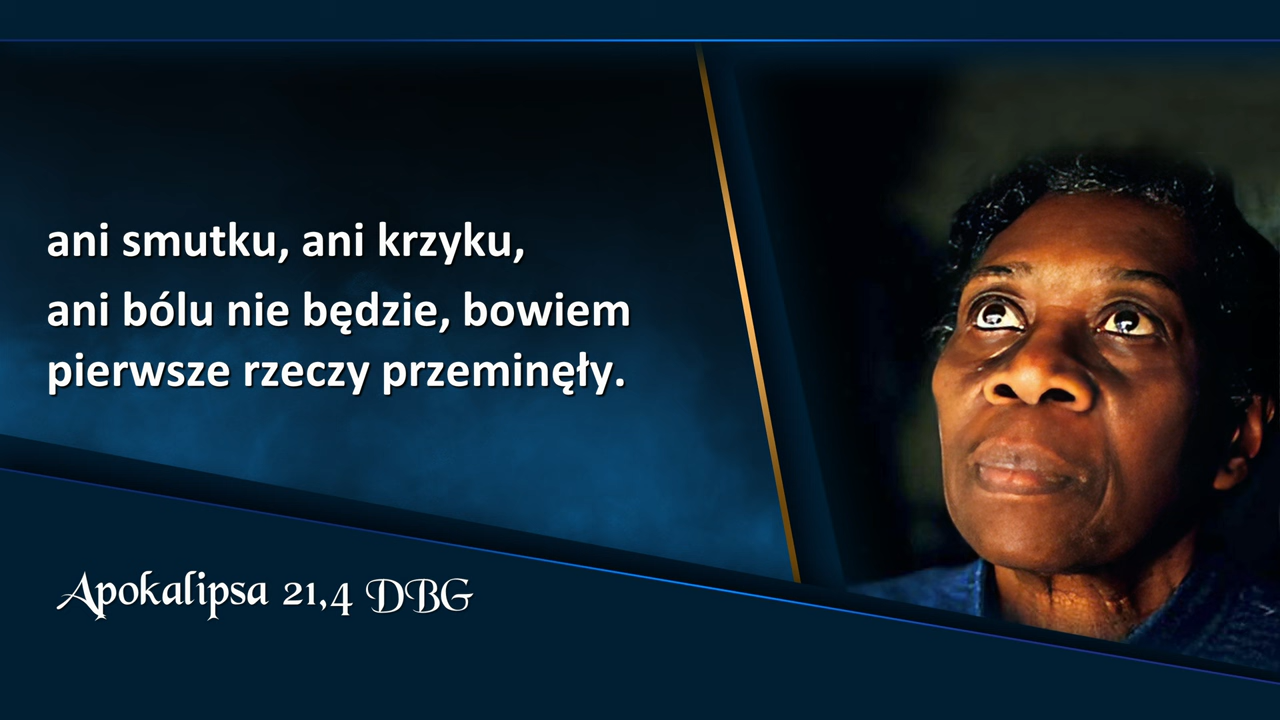 ani smutku, ani krzyku,
ani bólu nie będzie, bowiem
pierwsze rzeczy przeminęły.
Apokalipsa 21,4 DBG